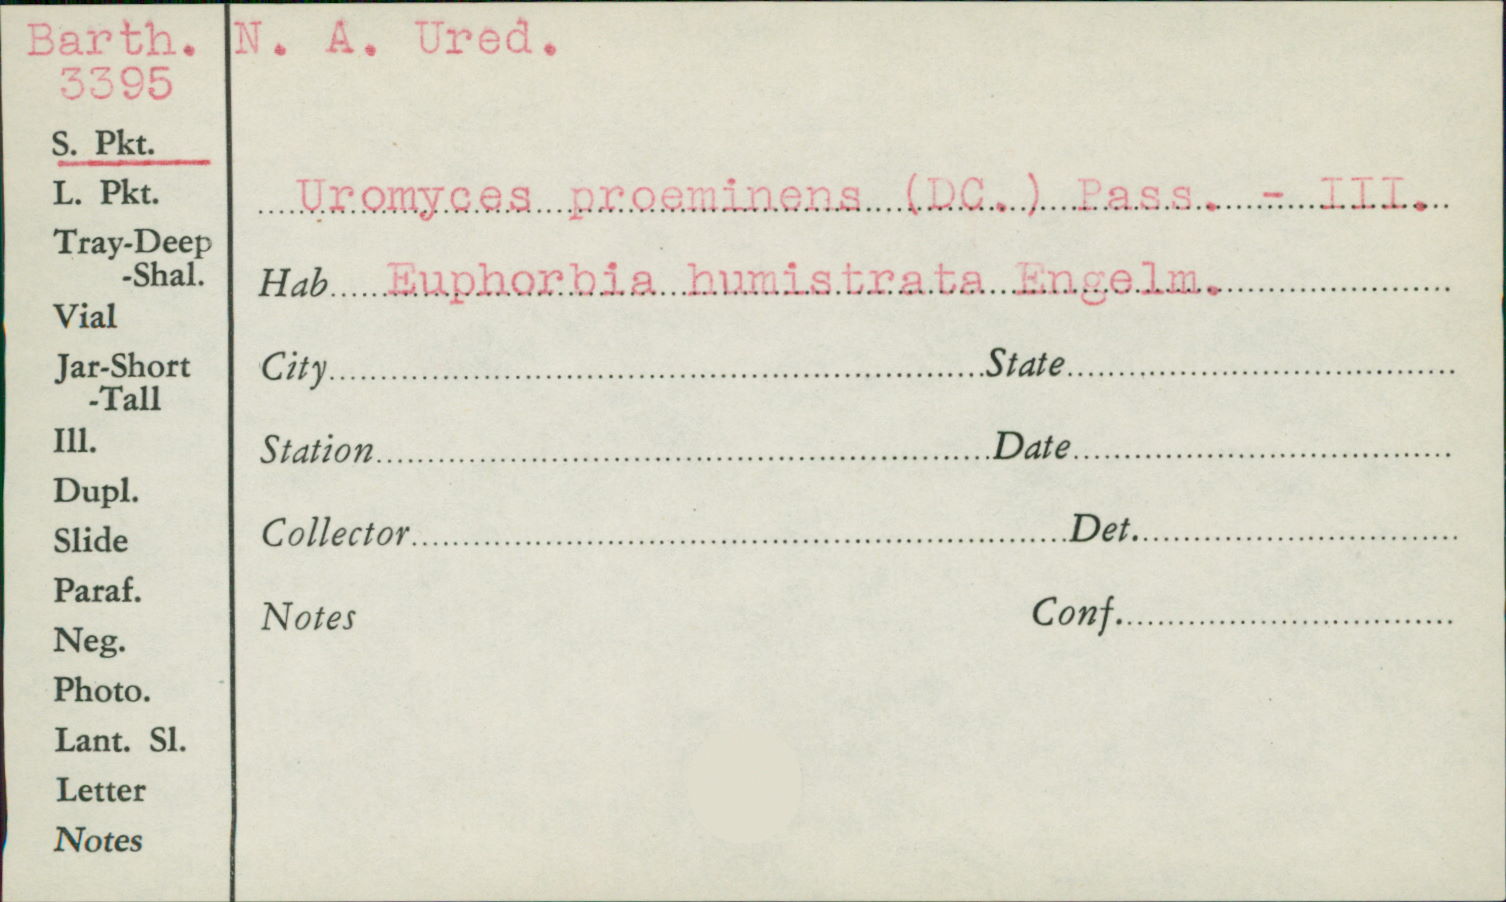 Barth. N. A. Ured.
3395
S. Pkt.
L. Pkt.
Tray-Deep
-Shal.
Vial
Jar-Short
-Tall
Ill.
Dupl.
Slide
Paraf.
Neg.
Photo.
Lant. Sl.
Letter
Notes
Uromyces proeminens (DC.) Pass. - III.
Hab Euphorbia humistrata Engelm.
City State
Station Date
Collector Det.
Notes Conf.